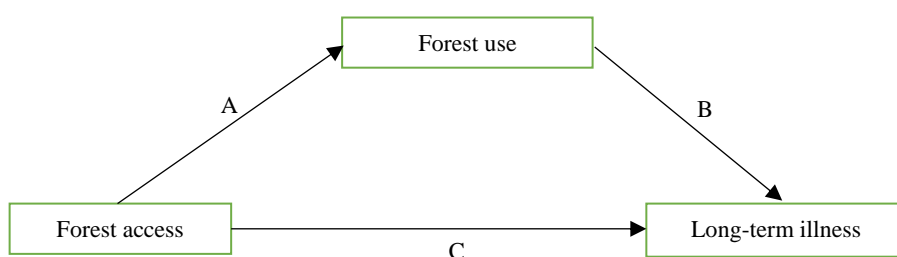 Forest use
A
B
Forest access
Long-term illness
C